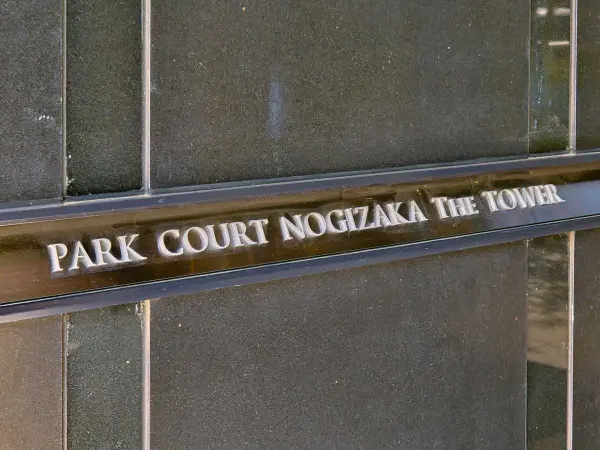 PARK COURT NOGIZAKA THE TOWER